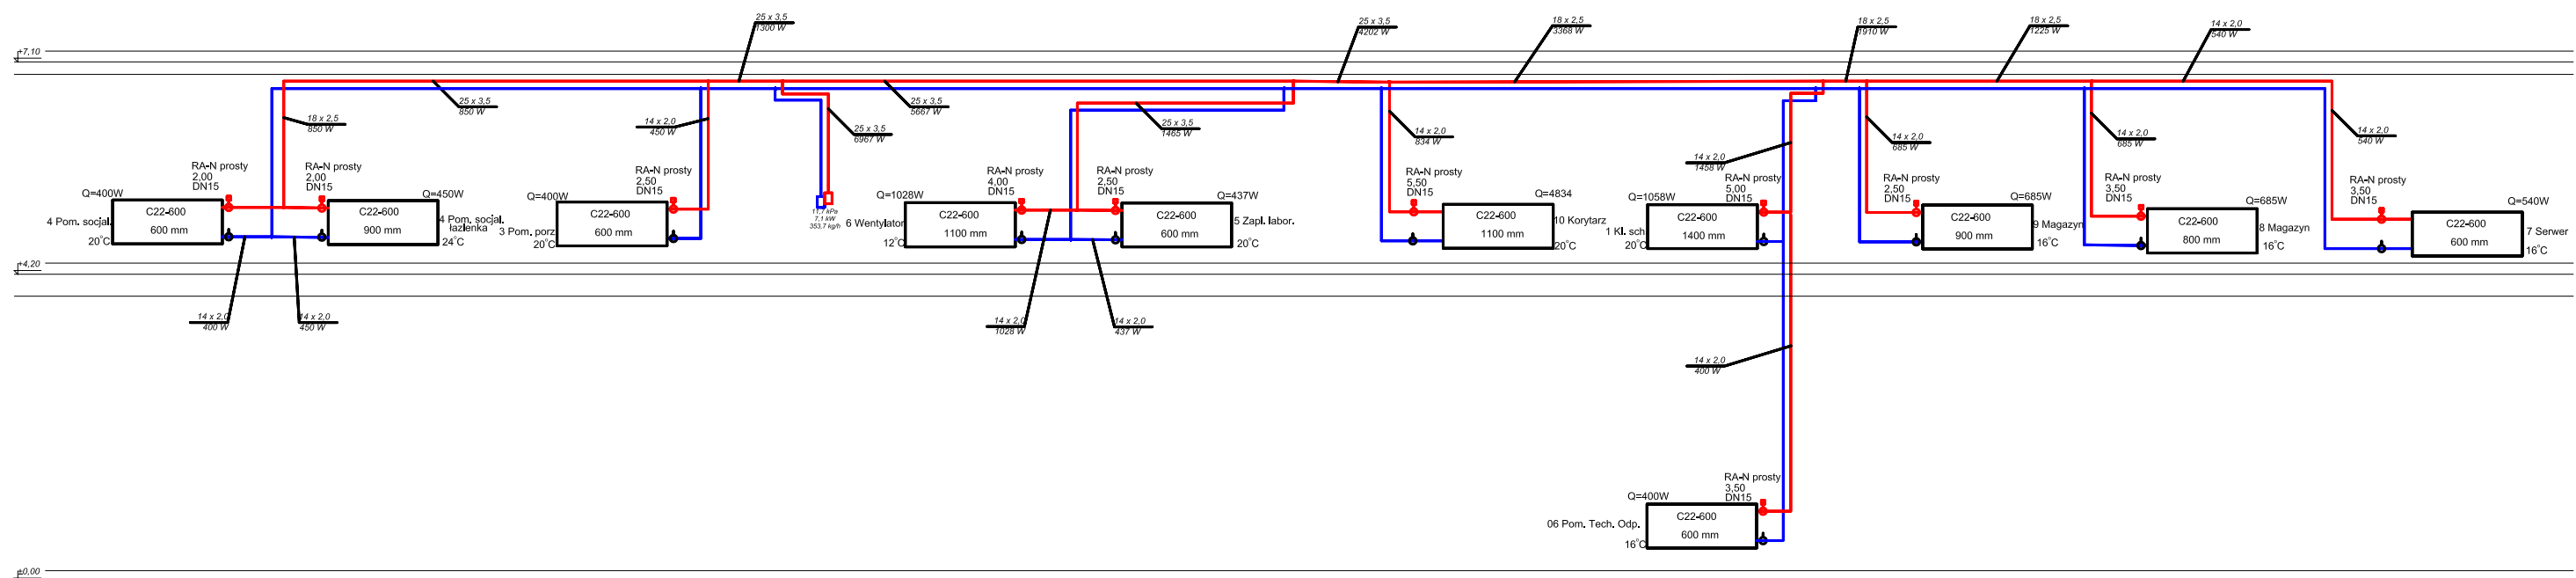 25 x 3,5
1300 W
25 x 3,5
4202 W
18 x 2,5
3368 W
18 x 2,5
1910 W
18 x 2,5
1225 W
14 x 2,0
540 W
+7,10
25 x 3,5
850 W
18 x 2,5
850 W
14 x 2,0
450 W
25 x 3,5
5667 W
25 x 3,5
6967 W
25 x 3,5
1465 W
14 x 2,0
834 W
14 x 2,0
1458 W
14 x 2,0
685 W
14 x 2,0
685 W
14 x 2,0
540 W
Q=400W
RA-N prosty
2,00
DN15
C22-600
600 mm
4 Pom. socjal.
20°C
RA-N prosty
2,00
DN15
Q=450W
C22-600
900 mm
4 Pom. socjal.
łazienka
24°C
Q=400W
RA-N prosty
2,50
DN15
C22-600
600 mm
3 Pom. porz
20°C
11,7 kPa
7,1 kW
353,7 kg/h
Q=1028W
RA-N prosty
4,00
DN15
C22-600
1100 mm
6 Wentylator
12°C
RA-N prosty
2,50
DN15
Q=437W
C22-600
600 mm
5 Zapl. labor.
20°C
RA-N prosty
5,50
DN15
Q=4834
C22-600
1100 mm
10 Korytarz
20°C
Q=1058W
RA-N prosty
5,00
DN15
C22-600
1400 mm
1 Kl. sch.
20°C
RA-N prosty
2,50
DN15
Q=685W
C22-600
900 mm
9 Magazyn
16°C
RA-N prosty
3,50
DN15
Q=685W
C22-600
800 mm
8 Magazyn
16°C
RA-N prosty
3,50
DN15
Q=540W
C22-600
600 mm
7 Serwer
16°C
+4,20
14 x 2,0
400 W
14 x 2,0
450 W
14 x 2,0
1028 W
14 x 2,0
437 W
14 x 2,0
400 W
Q=400W
RA-N prosty
3,50
DN15
C22-600
600 mm
06 Pom. Tech. Odp.
16°C
±0,00